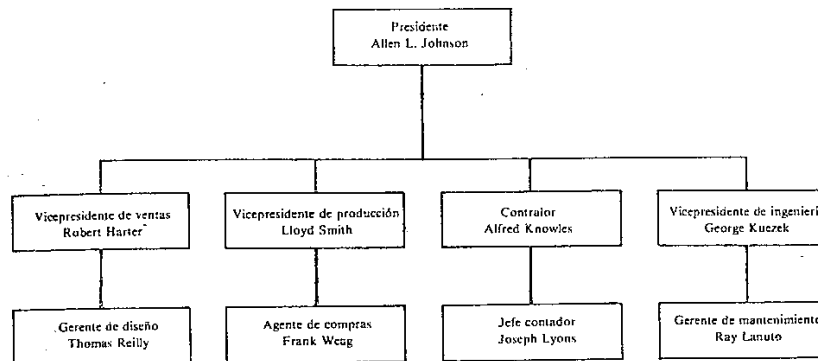 Presidente
Allen L. Johnson
Vicepresidente de ventas
Robert Harter
Vicepresidente de producción
Lloyd Smith
Contralor
Alfred Knowles
Vicepresidente de ingenierí
George Kuezek
Gerente de diseño
Thomas Reilly
Agente de compras
Frank Weng
Jefe contador
Joseph Lyons
Gerente de mantenimiente
Ray Lanuto